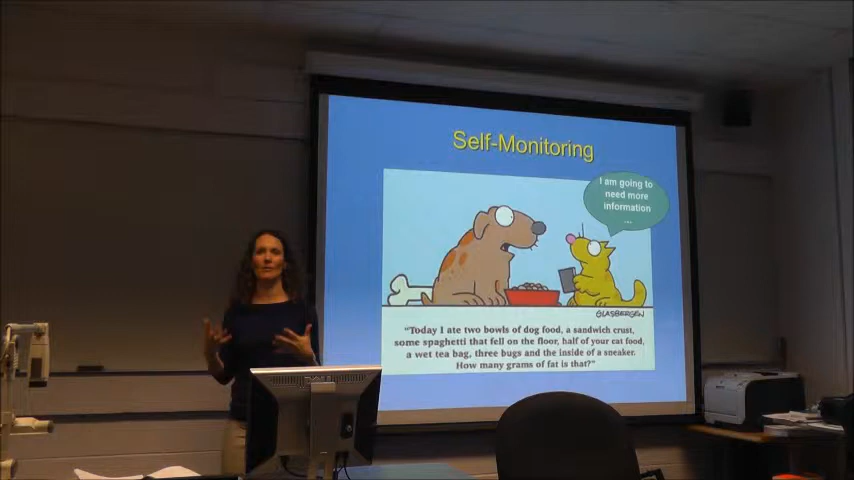 Self-Monitoring
I am going to
need more
information
...
GLASBERGEN
"Today I ate two bowls of dog food, a sandwich crust,
some spaghetti that fell on the floor, half of your cat food,
a wet tea bag, three bugs and the inside of a sneaker.
How many grams of fat is that?"